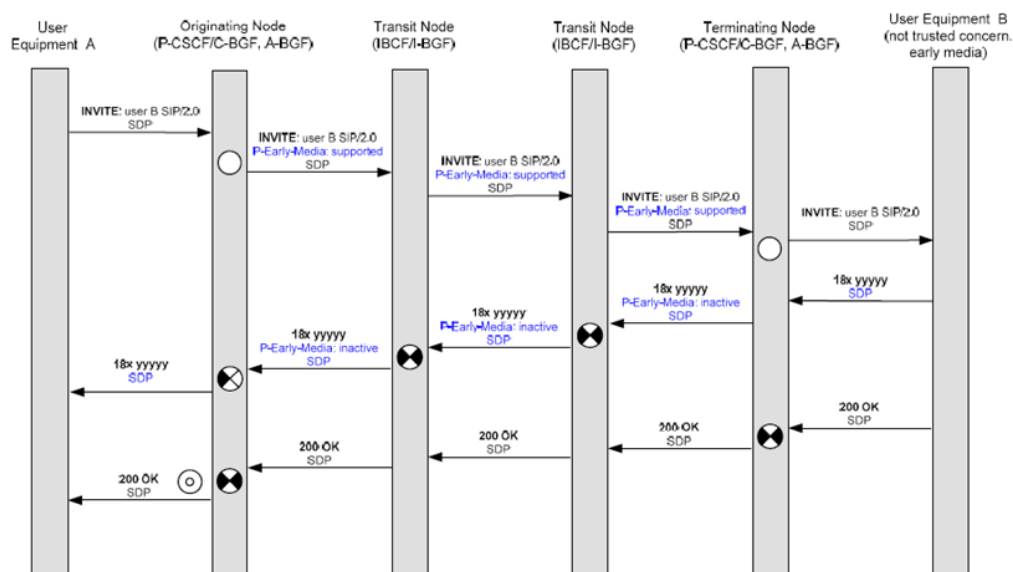 User
Equipment A
Originating Node
(P-CSCF/C-BGF, A-BGF)
Transit Node
(IBCF/I-BGF)
Transit Node
(IBCF/I-BGF)
Terminating Node
(P-CSCF/C-BGF, A-BGF)
User Equipment B
(not trusted concern.
early media)
INVITE: user B SIP/2.0
SDP
INVITE: user B SIP/2.0
P-Early-Media: supported
SDP
INVITE: user B SIP/2.0
P-Early-Media: supported
SDP
INVITE: user B SIP/2.0
P-Early-Media: supported
SDP
INVITE: user B SIP/2.0
SDP
18x yyyyy
SDP
18x yyyyy
P-Early-Media: inactive
SDP
18x yyyyy
P-Early-Media: inactive
SDP
18x yyyyy
P-Early-Media: inactive
SDP
18x yyyyy
SDP
200 OK
SDP
200 OK
SDP
200 OK
SDP
200 OK
SDP
200 OK
SDP